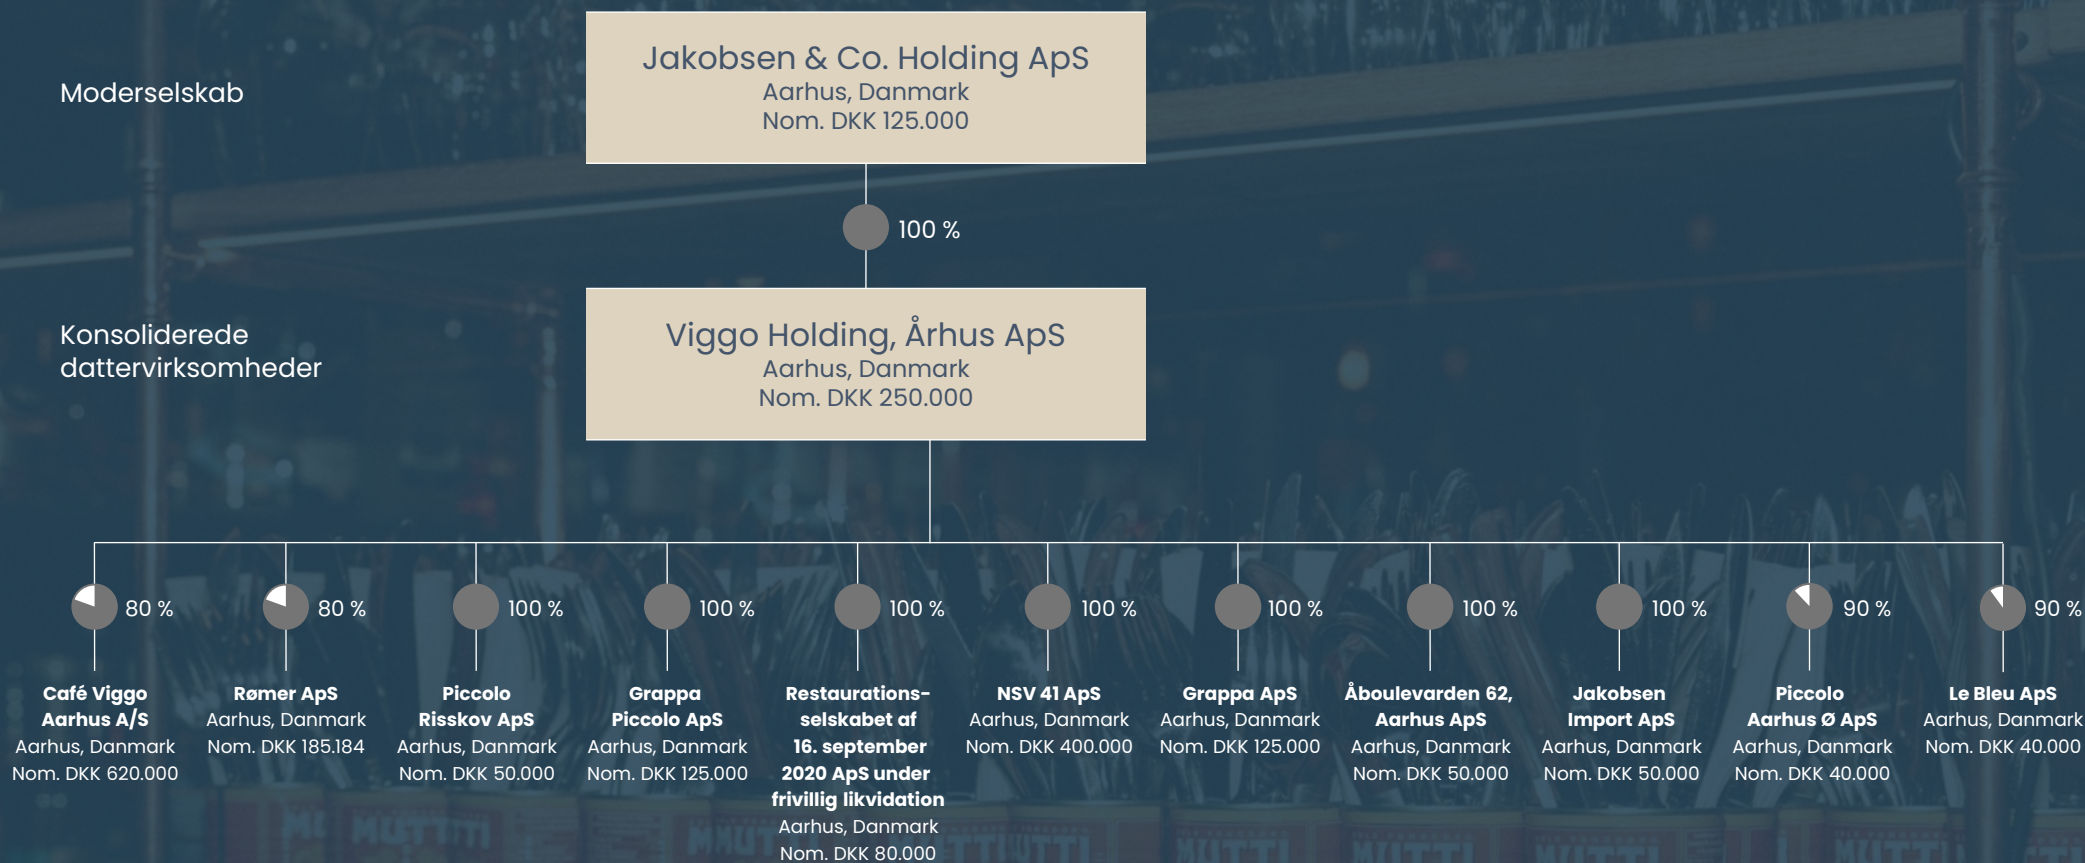 Moderselskab
Jakobsen & Co. Holding ApS
Aarhus, Danmark
Nom. DKK 125.000
100 %
Konsoliderede
dattervirksomheder
Viggo Holding, Århus ApS
Aarhus, Danmark
Nom. DKK 250.000
80 %
Café Viggo
Aarhus A/S
Aarhus, Danmark
Nom. DKK 620.000
80 %
Rømer ApS
Aarhus, Danmark
Nom. DKK 185.184
100 %
Piccolo
Risskov ApS
Aarhus, Danmark
Nom. DKK 50.000
100 %
Grappa
Piccolo ApS
Aarhus, Danmark
Nom. DKK 125.000
100 %
Restaurations-
selskabet af
16. september
2020 ApS under
frivillig likvidation
Aarhus, Danmark
Nom. DKK 80.000
100 %
NSV 41 ApS
Aarhus, Danmark
Nom. DKK 400.000
100 %
Grappa ApS
Aarhus, Danmark
Nom. DKK 125.000
100 %
Åboulevarden 62,
Aarhus ApS
Aarhus, Danmark
Nom. DKK 50.000
100 %
Jakobsen
Import ApS
Aarhus, Danmark
Nom. DKK 50.000
90 %
Piccolo
Aarhus Ø ApS
Aarhus, Danmark
Nom. DKK 40.000
90 %
Le Bleu ApS
Aarhus, Danmark
Nom. DKK 40.000